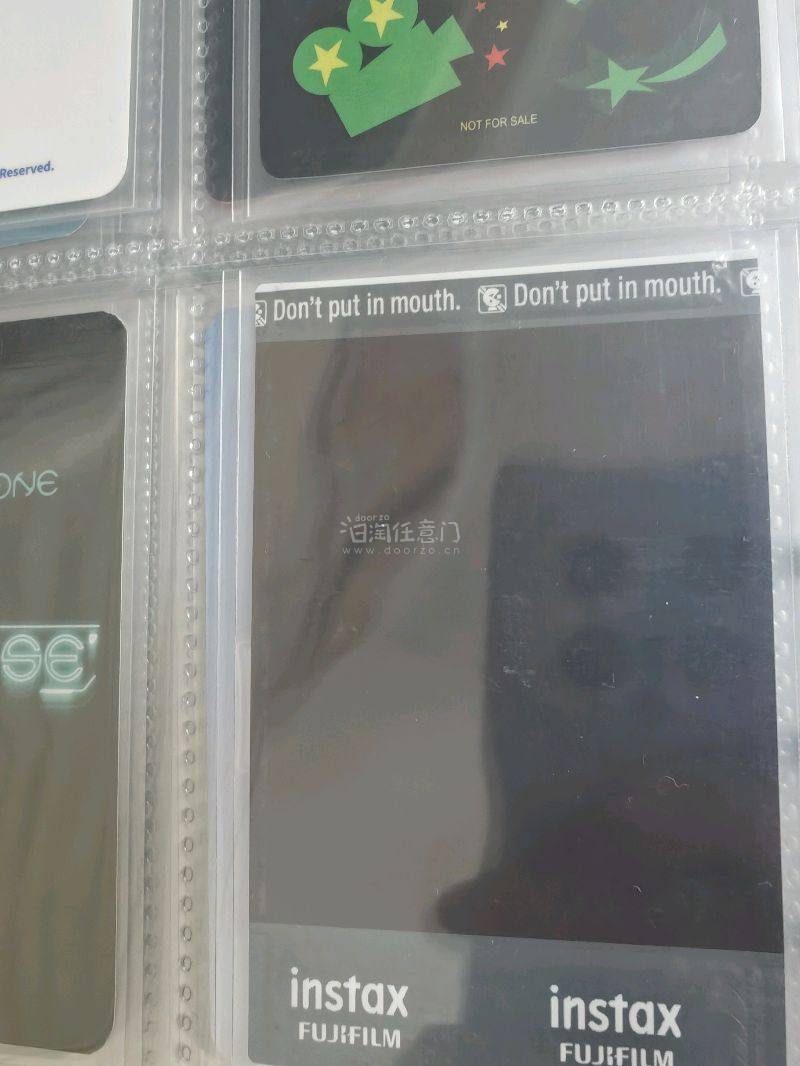 Reserved.
NOT FOR SALE
Don't put in mouth. Don't put in mouth.
ONE
SE'
doorzo
汩淘任意门
www.doorzo.cn
instax instax
FUJIFILM FUJIFILM